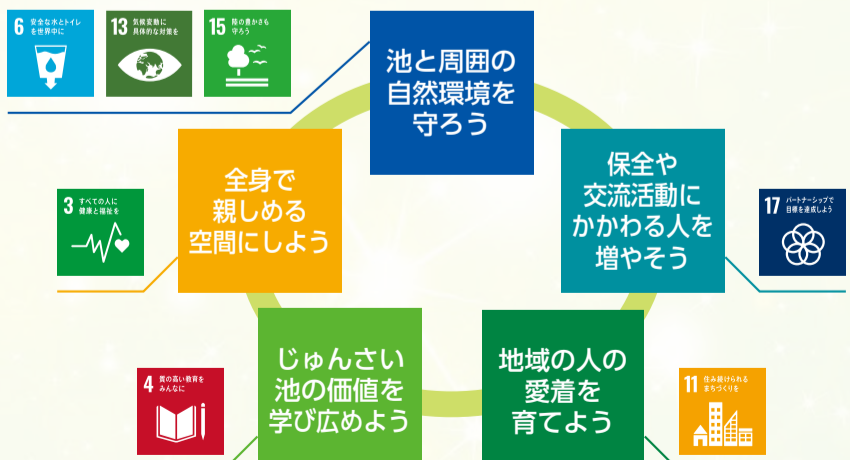 6 安全な水とトイレ
を世界中に
13 気候変動に
具体的な対策を
15 陸の豊かさも
守ろう
池と周囲の
自然環境を
守ろう
全身で
親しめる
空間にしよう
保全や
交流活動に
かかわる人を
増やそう
3 すべての人に
健康と福祉を
17 パートナーシップで
目標を達成しよう
じゅんさい
池の価値を
学び広めよう
地域の人の
愛着を
育てよう
4 質の高い教育を
みんなに
11 住み続けられる
まちづくりを